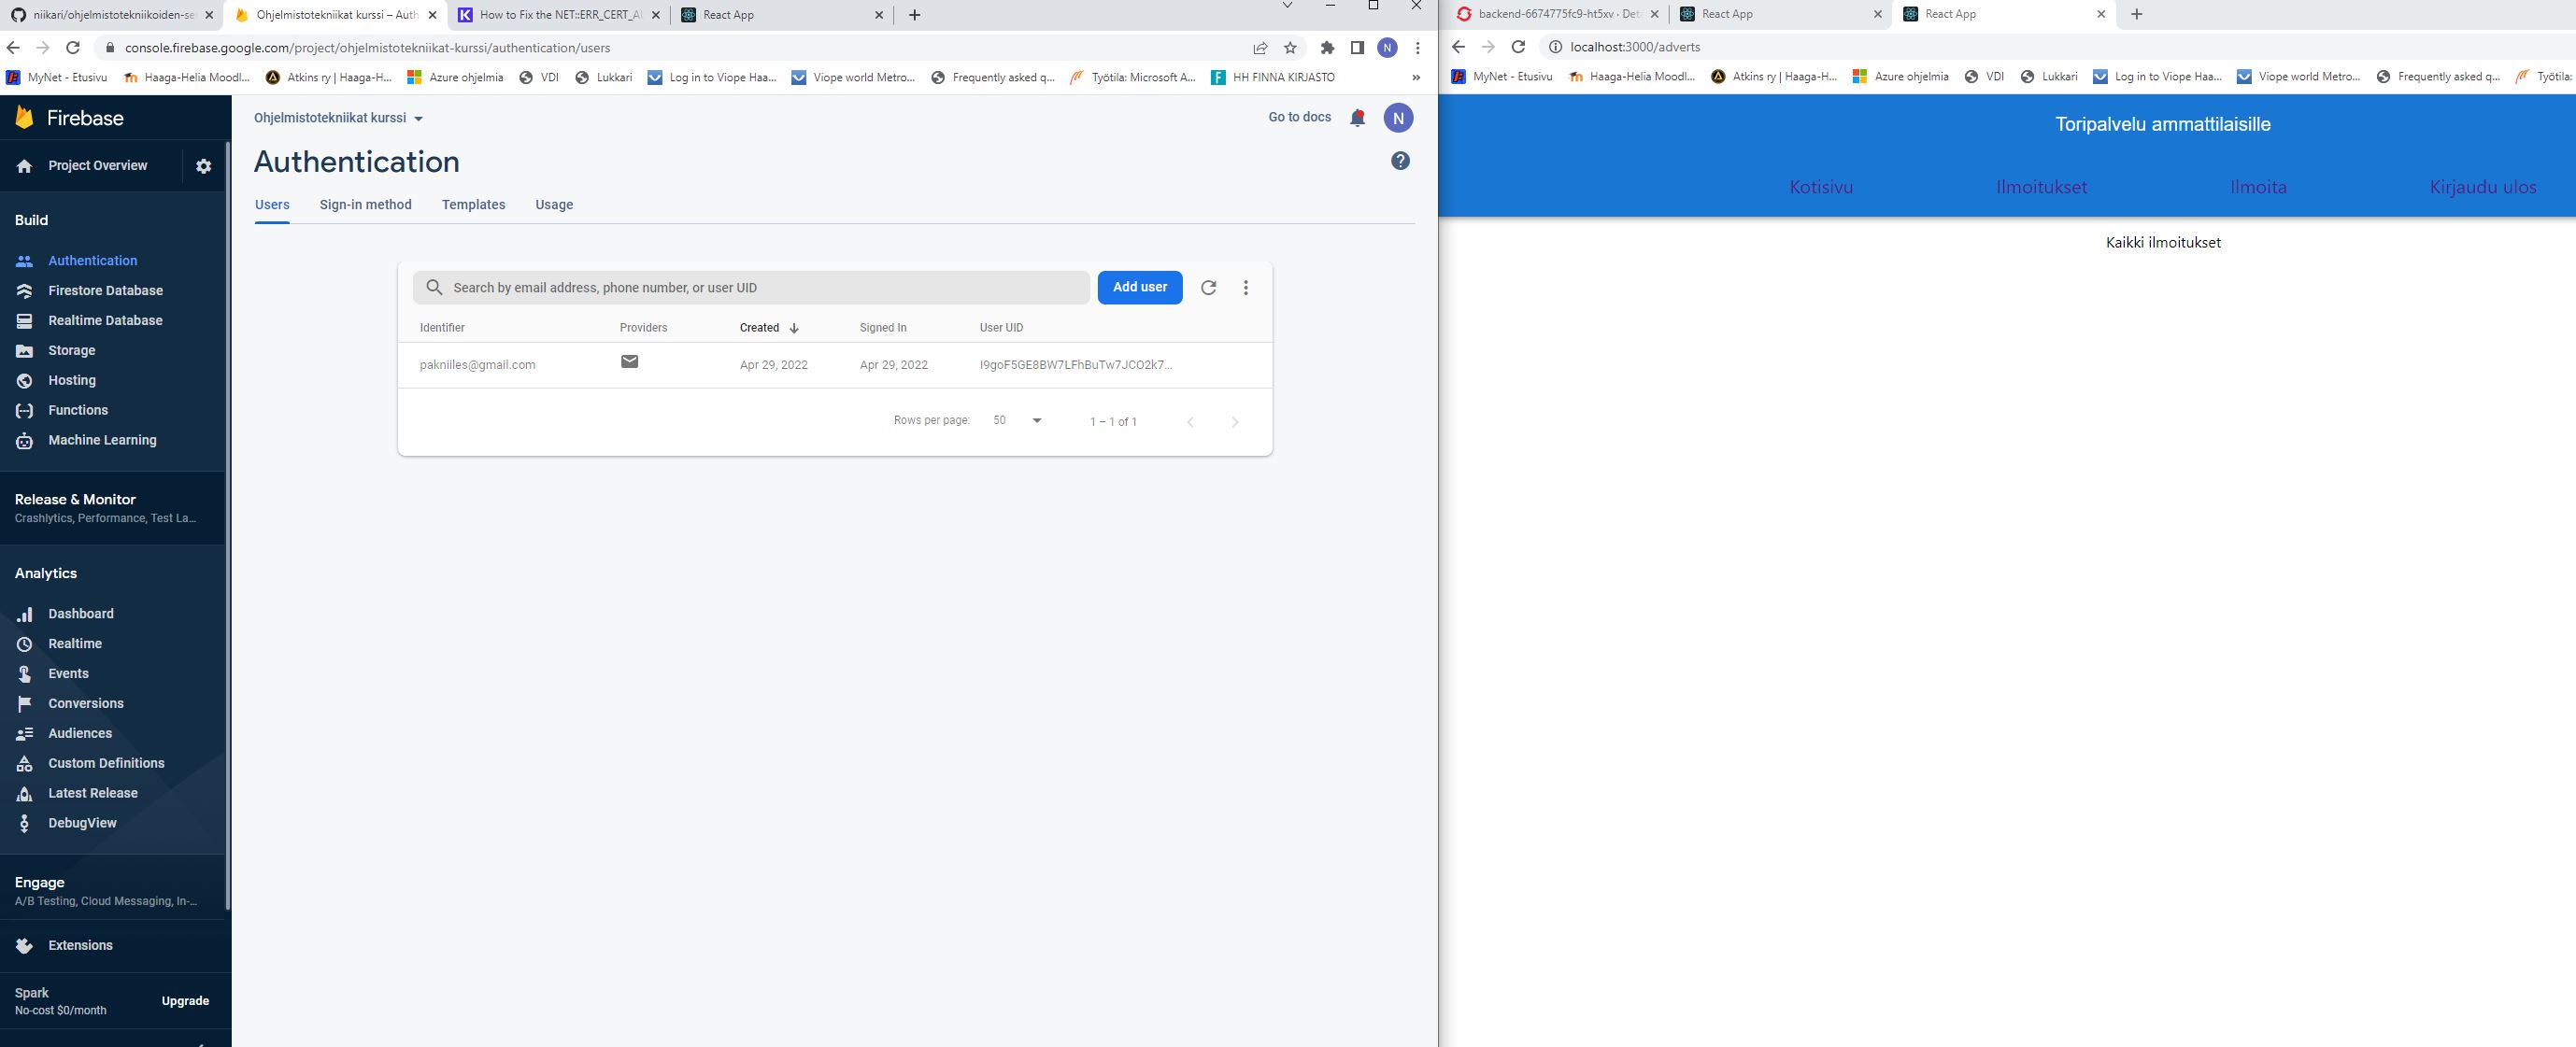 niikari/ohjelmistotekniikoiden-se
Ohjelmistotekniikat kurssi – Auth
How to Fix the NET::ERR_CERT_AU
React App
console.firebase.google.com/project/ohjelmistotekniikat-kurssi/authentication/users
N
MyNet - Etusivu
Haaga-Helia Moodl...
Atkins ry | Haaga-H...
Azure ohjelmia
VDI
Lukkari
Log in to Viope Haa...
Viope world Metro...
Frequently asked q...
Työtila: Microsoft A...
HH FINNA KIRJASTO
»
Firebase
Project Overview
Build
Authentication
Firestore Database
Realtime Database
Storage
Hosting
Functions
Machine Learning
Release & Monitor
Crashlytics, Performance, Test La...
Analytics
Dashboard
Realtime
Events
Conversions
Audiences
Custom Definitions
Latest Release
DebugView
Engage
A/B Testing, Cloud Messaging, In-...
Extensions
Spark
No-cost $0/month
Upgrade
Ohjelmistotekniikat kurssi
Go to docs
N
Authentication
Users
Sign-in method
Templates
Usage
Search by email address, phone number, or user UID
Add user
Identifier
Providers
Created
Signed In
User UID
pakniiles@gmail.com
Apr 29, 2022
Apr 29, 2022
I9goF5GE8BW7LFhBuTw7JCO2k7...
Rows per page:
50
1 – 1 of 1
backend-6674775fc9-ht5xv · Det
React App
React App
localhost:3000/adverts
MyNet - Etusivu
Haaga-Helia Moodl...
Atkins ry | Haaga-H...
Azure ohjelmia
VDI
Lukkari
Log in to Viope Haa...
Viope world Metro...
Frequently asked q...
Työtila:
Toripalvelu ammattilaisille
Kotisivu
Ilmoitukset
Ilmoita
Kirjaudu ulos
Kaikki ilmoitukset